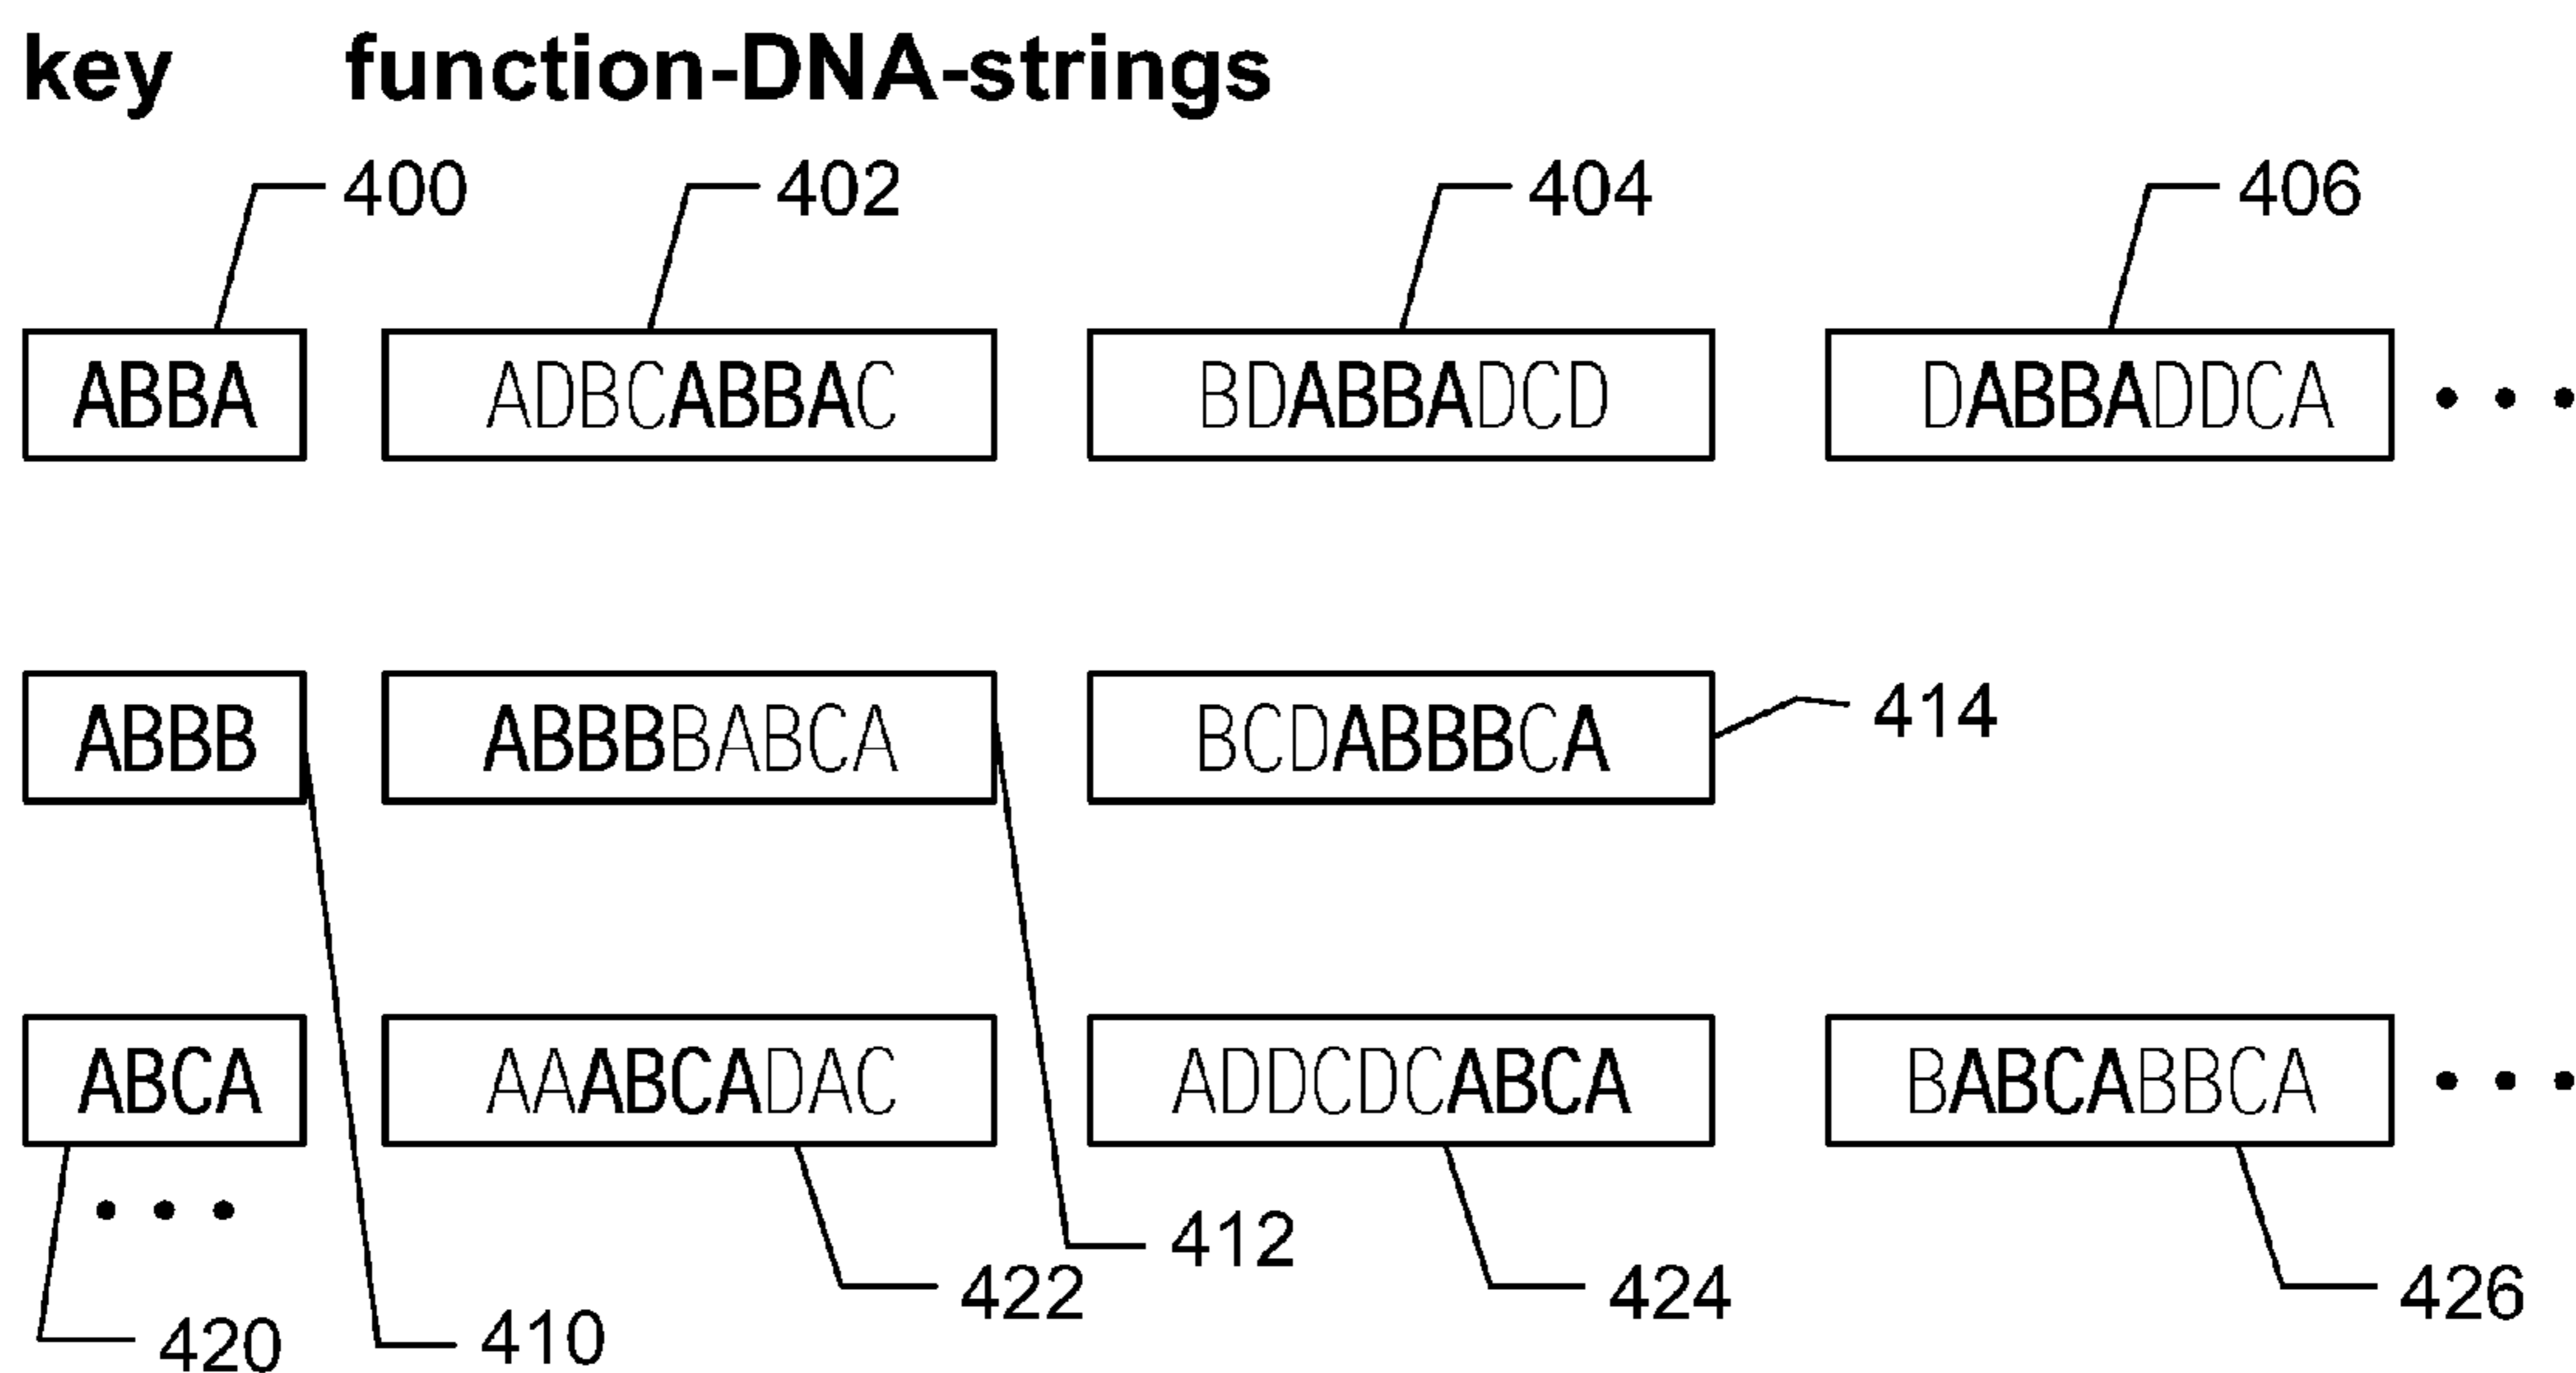 key function-DNA-strings
400 402 404 406
ABBA ADBCABBAC BDABBADCD DABBADDCA • • •
ABBB ABBBBABCA BCDABBBCA 414
ABCA AAABCADAC ADDCDCABCA BABCABBCA • • •
• • •
412
422 424 426
420 410